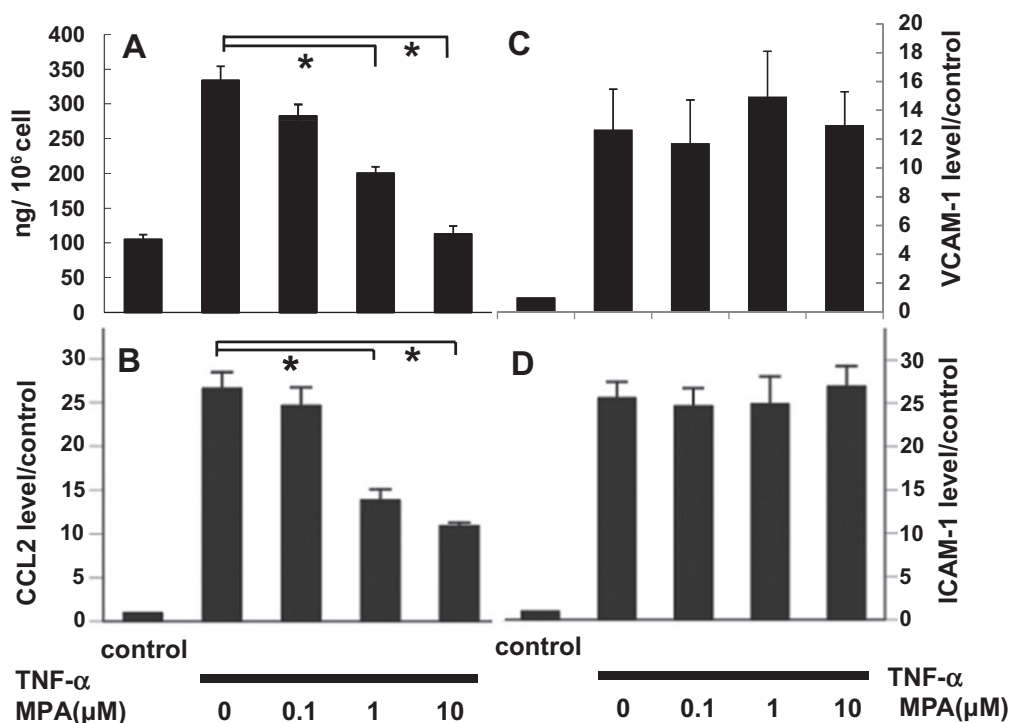 A
400
350
300
250
200
150
100
50
0
ng/ 10⁶ cell
*
*
C
20
18
16
14
12
10
8
6
4
2
0
VCAM-1 level/control
B
30
25
20
15
10
5
0
CCL2 level/control
*
*
D
30
25
20
15
10
5
0
ICAM-1 level/control
control
control
TNF-α
TNF-α
MPA(μM) 0 0.1 1 10 0 0.1 1 10 MPA(μM)